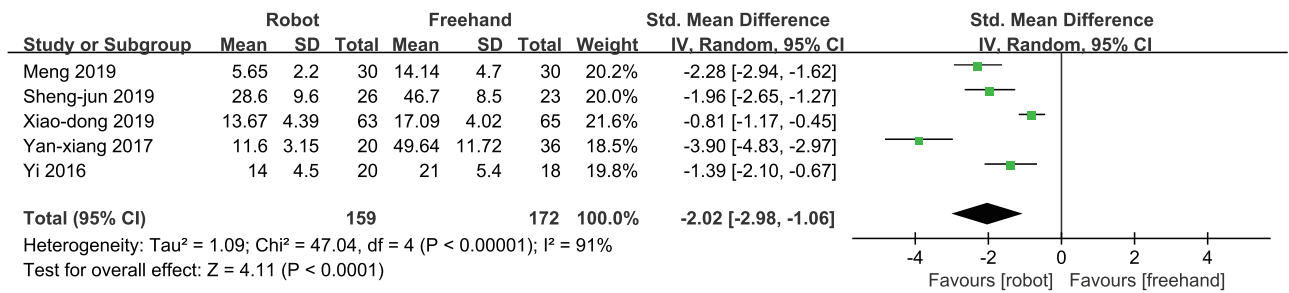 Robot Freehand Std. Mean Difference Std. Mean Difference
Study or Subgroup Mean SD Total Mean SD Total Weight IV, Random, 95% CI IV, Random, 95% CI
Meng 2019 5.65 2.2 30 14.14 4.7 30 20.2% -2.28 [-2.94, -1.62]
Sheng-jun 2019 28.6 9.6 26 46.7 8.5 23 20.0% -1.96 [-2.65, -1.27]
Xiao-dong 2019 13.67 4.39 63 17.09 4.02 65 21.6% -0.81 [-1.17, -0.45]
Yan-xiang 2017 11.6 3.15 20 49.64 11.72 36 18.5% -3.90 [-4.83, -2.97]
Yi 2016 14 4.5 20 21 5.4 18 19.8% -1.39 [-2.10, -0.67]
Total (95% CI) 159 172 100.0% -2.02 [-2.98, -1.06]
Heterogeneity: Tau² = 1.09; Chi² = 47.04, df = 4 (P < 0.00001); I² = 91%
Test for overall effect: Z = 4.11 (P < 0.0001)
-4 -2 0 2 4
Favours [robot] Favours [freehand]